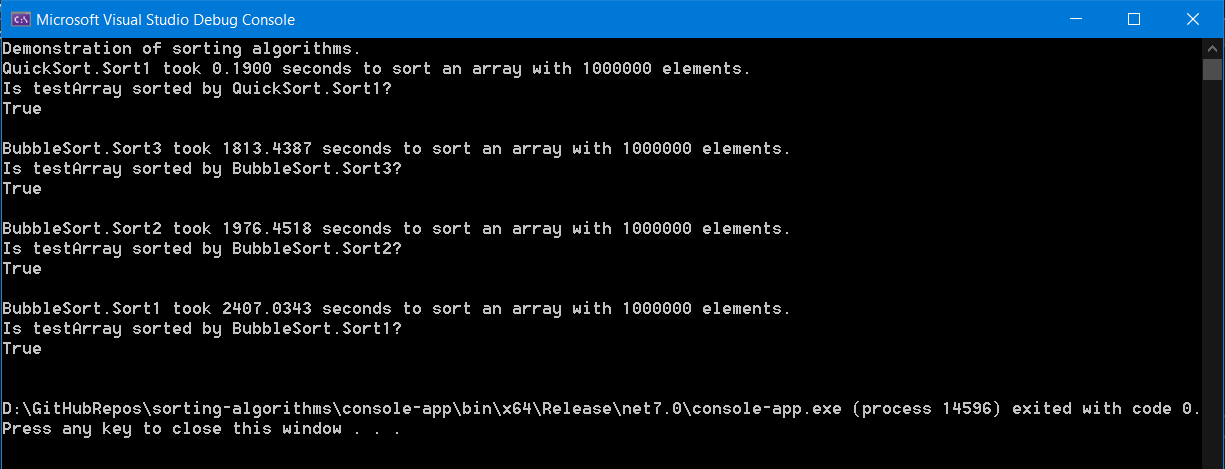 Microsoft Visual Studio Debug Console
Demonstration of sorting algorithms.
QuickSort.Sort1 took 0.1900 seconds to sort an array with 1000000 elements.
Is testArray sorted by QuickSort.Sort1?
True
BubbleSort.Sort3 took 1813.4387 seconds to sort an array with 1000000 elements.
Is testArray sorted by BubbleSort.Sort3?
True
BubbleSort.Sort2 took 1976.4518 seconds to sort an array with 1000000 elements.
Is testArray sorted by BubbleSort.Sort2?
True
BubbleSort.Sort1 took 2407.0343 seconds to sort an array with 1000000 elements.
Is testArray sorted by BubbleSort.Sort1?
True
D:\GitHubRepos\sorting-algorithms\console-app\bin\x64\Release\net7.0\console-app.exe (process 14596) exited with code 0.
Press any key to close this window . . .